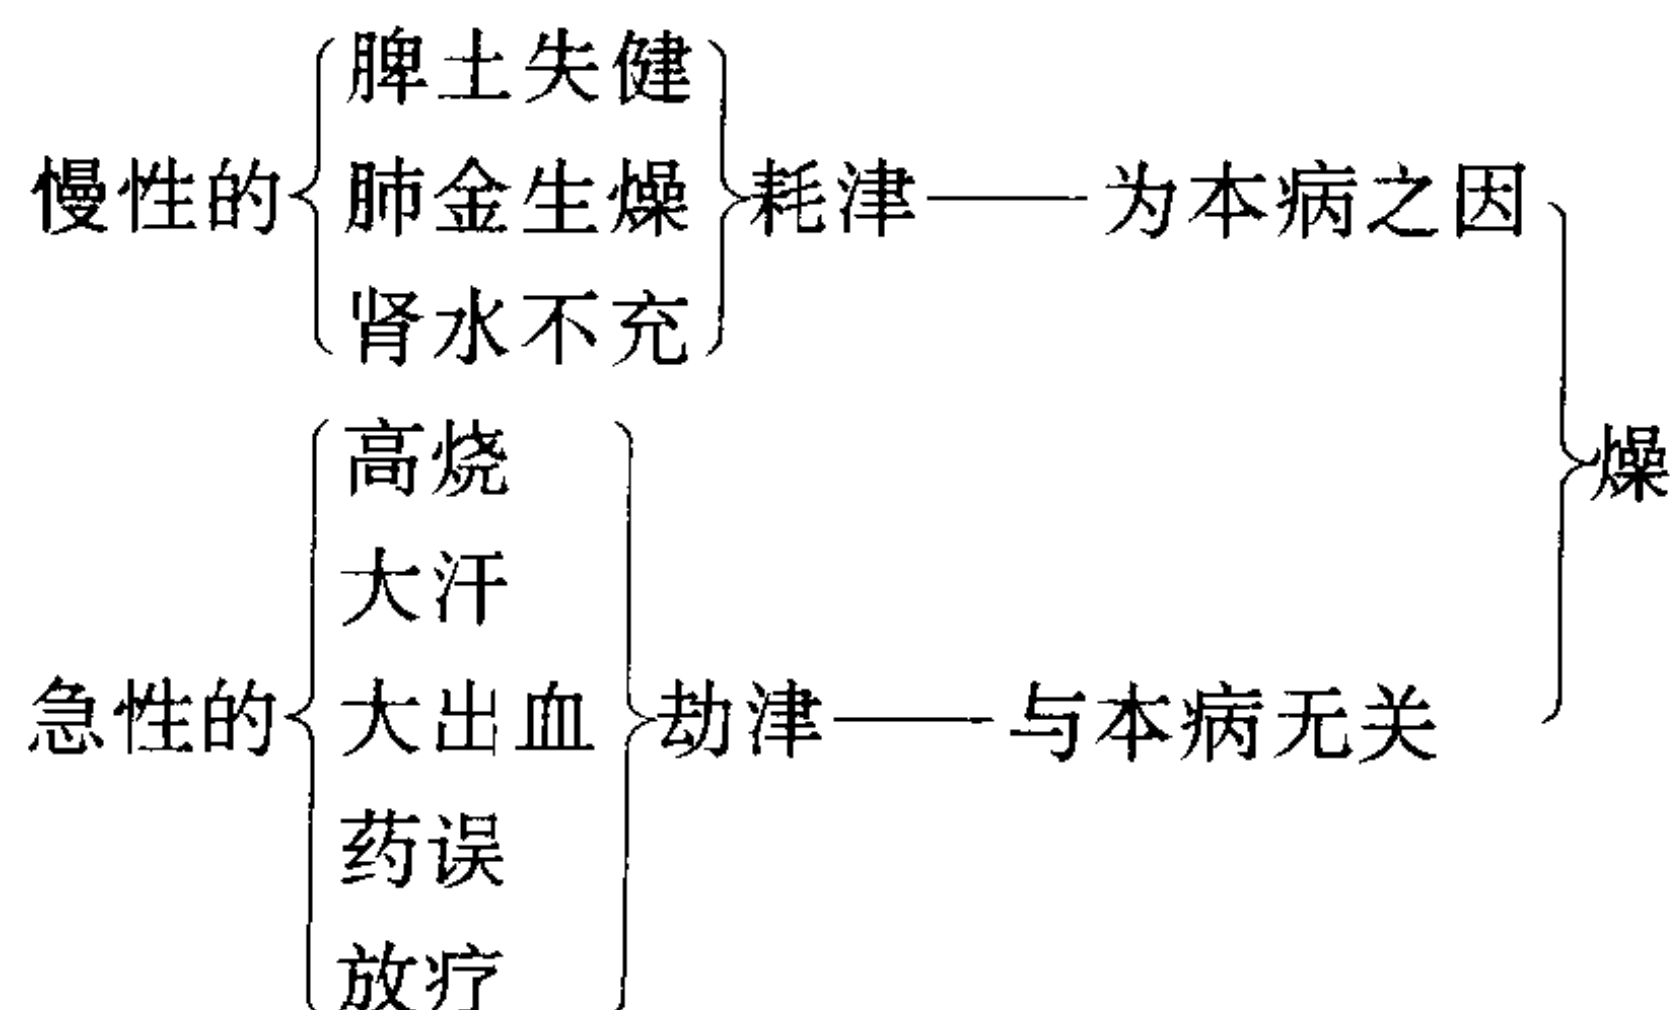 脾土失健
慢性的 肺金生燥 耗津——为本病之因
肾水不充
燥
高烧
大汗
急性的 大出血 劫津——与本病无关
药误
放疗